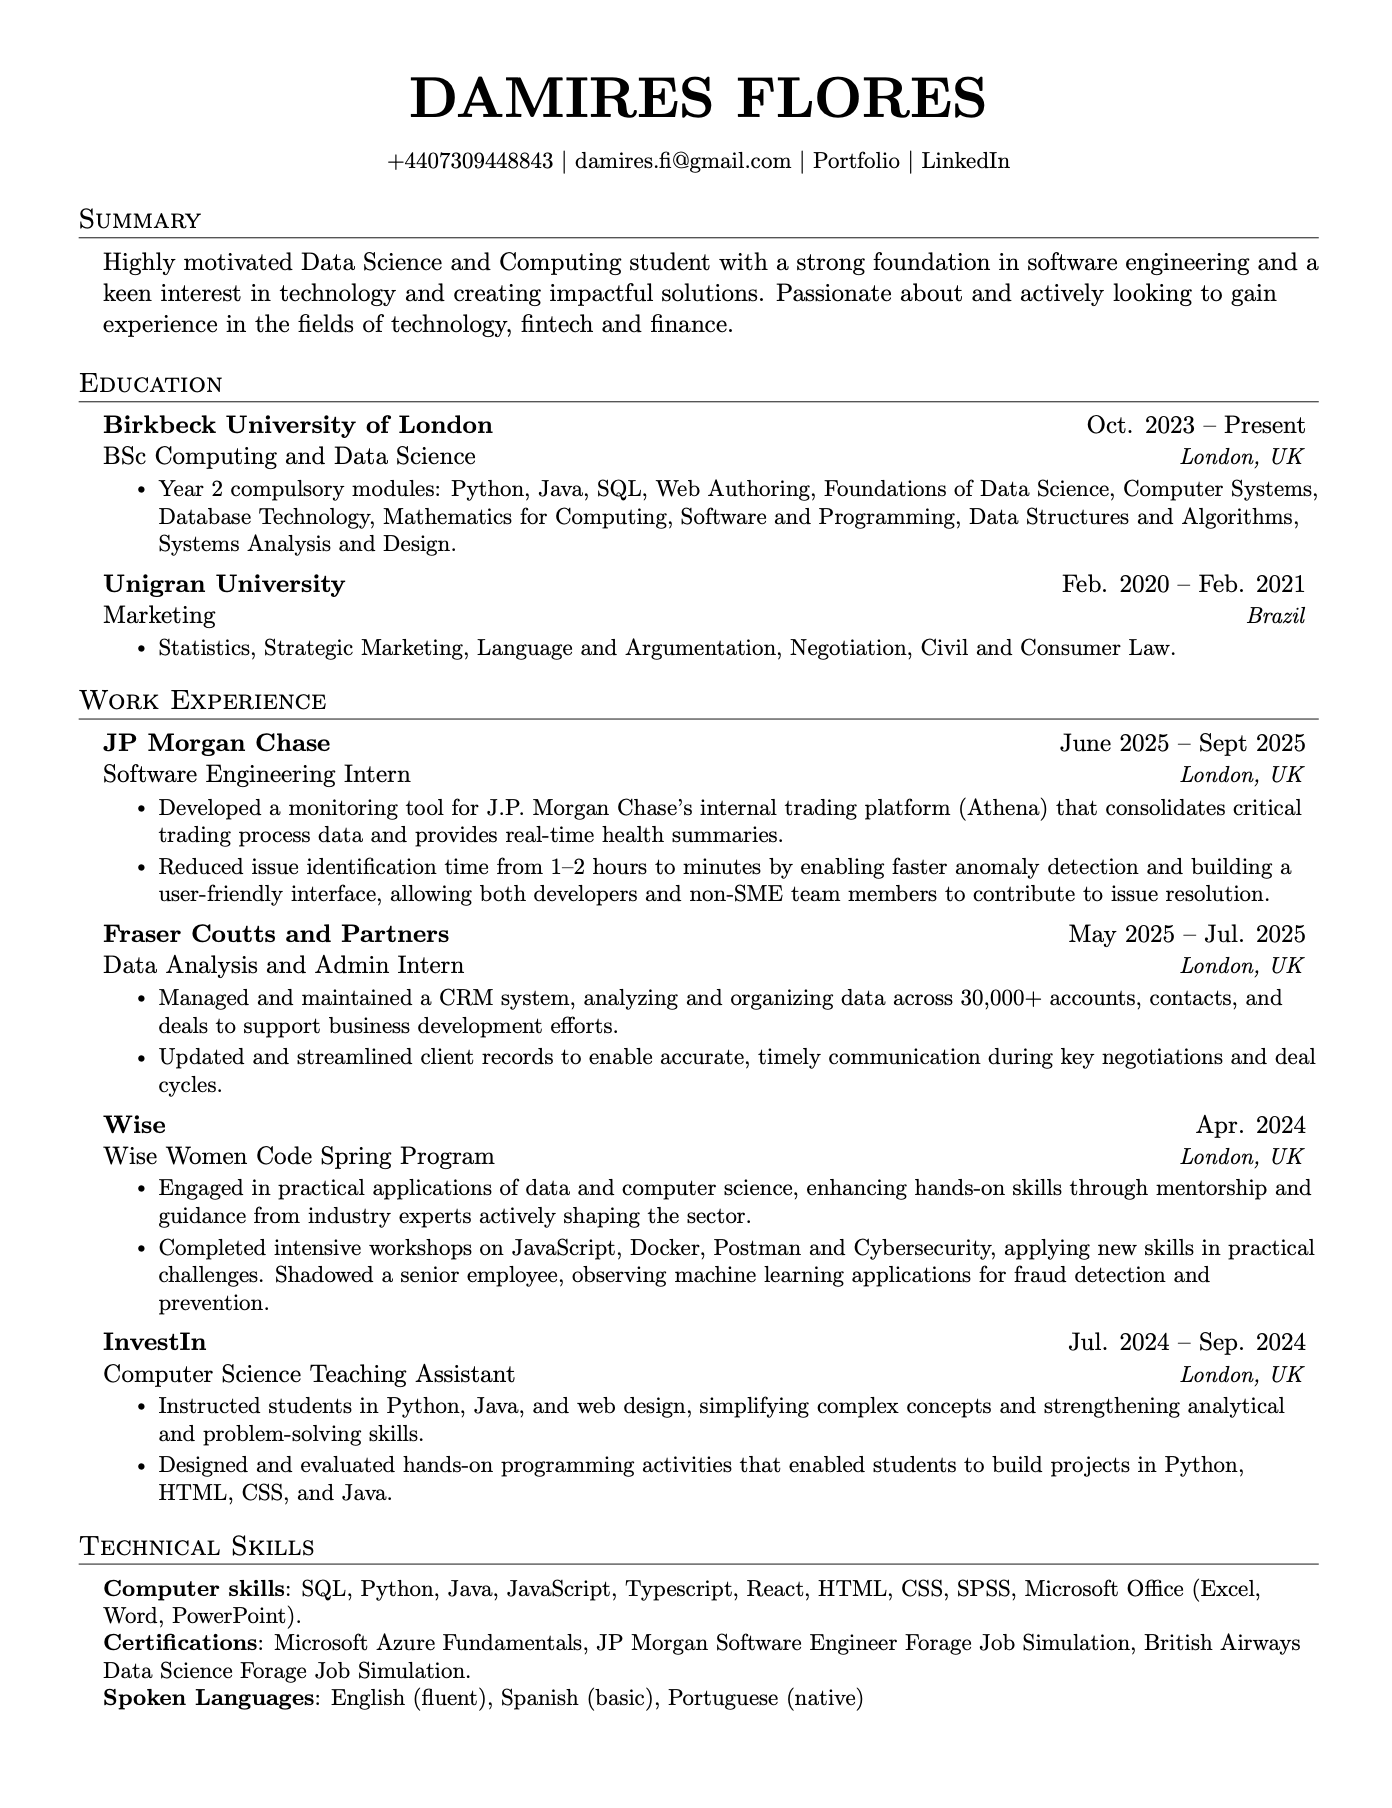 DAMIRES FLORES
+4407309448843 | damires.fi@gmail.com | Portfolio | LinkedIn
Summary
Highly motivated Data Science and Computing student with a strong foundation in software engineering and a
keen interest in technology and creating impactful solutions. Passionate about and actively looking to gain
experience in the fields of technology, fintech and finance.
Education
Birkbeck University of London Oct. 2023 – Present
BSc Computing and Data Science London, UK
• Year 2 compulsory modules: Python, Java, SQL, Web Authoring, Foundations of Data Science, Computer Systems,
Database Technology, Mathematics for Computing, Software and Programming, Data Structures and Algorithms,
Systems Analysis and Design.
Unigran University Feb. 2020 – Feb. 2021
Marketing Brazil
• Statistics, Strategic Marketing, Language and Argumentation, Negotiation, Civil and Consumer Law.
Work Experience
JP Morgan Chase June 2025 – Sept 2025
Software Engineering Intern London, UK
• Developed a monitoring tool for J.P. Morgan Chase's internal trading platform (Athena) that consolidates critical
trading process data and provides real-time health summaries.
• Reduced issue identification time from 1–2 hours to minutes by enabling faster anomaly detection and building a
user-friendly interface, allowing both developers and non-SME team members to contribute to issue resolution.
Fraser Coutts and Partners May 2025 – Jul. 2025
Data Analysis and Admin Intern London, UK
• Managed and maintained a CRM system, analyzing and organizing data across 30,000+ accounts, contacts, and
deals to support business development efforts.
• Updated and streamlined client records to enable accurate, timely communication during key negotiations and deal
cycles.
Wise Apr. 2024
Wise Women Code Spring Program London, UK
• Engaged in practical applications of data and computer science, enhancing hands-on skills through mentorship and
guidance from industry experts actively shaping the sector.
• Completed intensive workshops on JavaScript, Docker, Postman and Cybersecurity, applying new skills in practical
challenges. Shadowed a senior employee, observing machine learning applications for fraud detection and
prevention.
InvestIn Jul. 2024 – Sep. 2024
Computer Science Teaching Assistant London, UK
• Instructed students in Python, Java, and web design, simplifying complex concepts and strengthening analytical
and problem-solving skills.
• Designed and evaluated hands-on programming activities that enabled students to build projects in Python,
HTML, CSS, and Java.
Technical Skills
Computer skills: SQL, Python, Java, JavaScript, Typescript, React, HTML, CSS, SPSS, Microsoft Office (Excel,
Word, PowerPoint).
Certifications: Microsoft Azure Fundamentals, JP Morgan Software Engineer Forage Job Simulation, British Airways
Data Science Forage Job Simulation.
Spoken Languages: English (fluent), Spanish (basic), Portuguese (native)